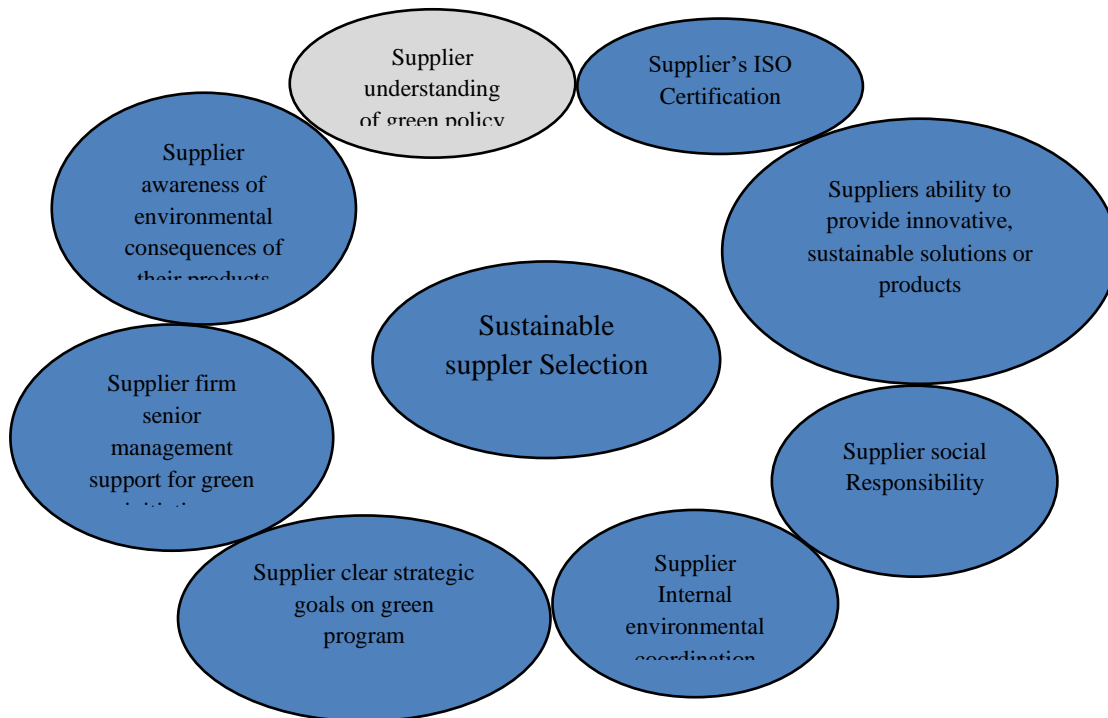 Supplier
understanding
of green policy
Supplier's ISO
Certification
Suppliers ability to
provide innovative,
sustainable solutions or
products
Supplier social
Responsibility
Supplier
Internal
environmental
coordination
Supplier clear strategic
goals on green
program
Supplier firm
senior
management
support for green
Supplier
awareness of
environmental
consequences of
their products
Sustainable
suppler Selection